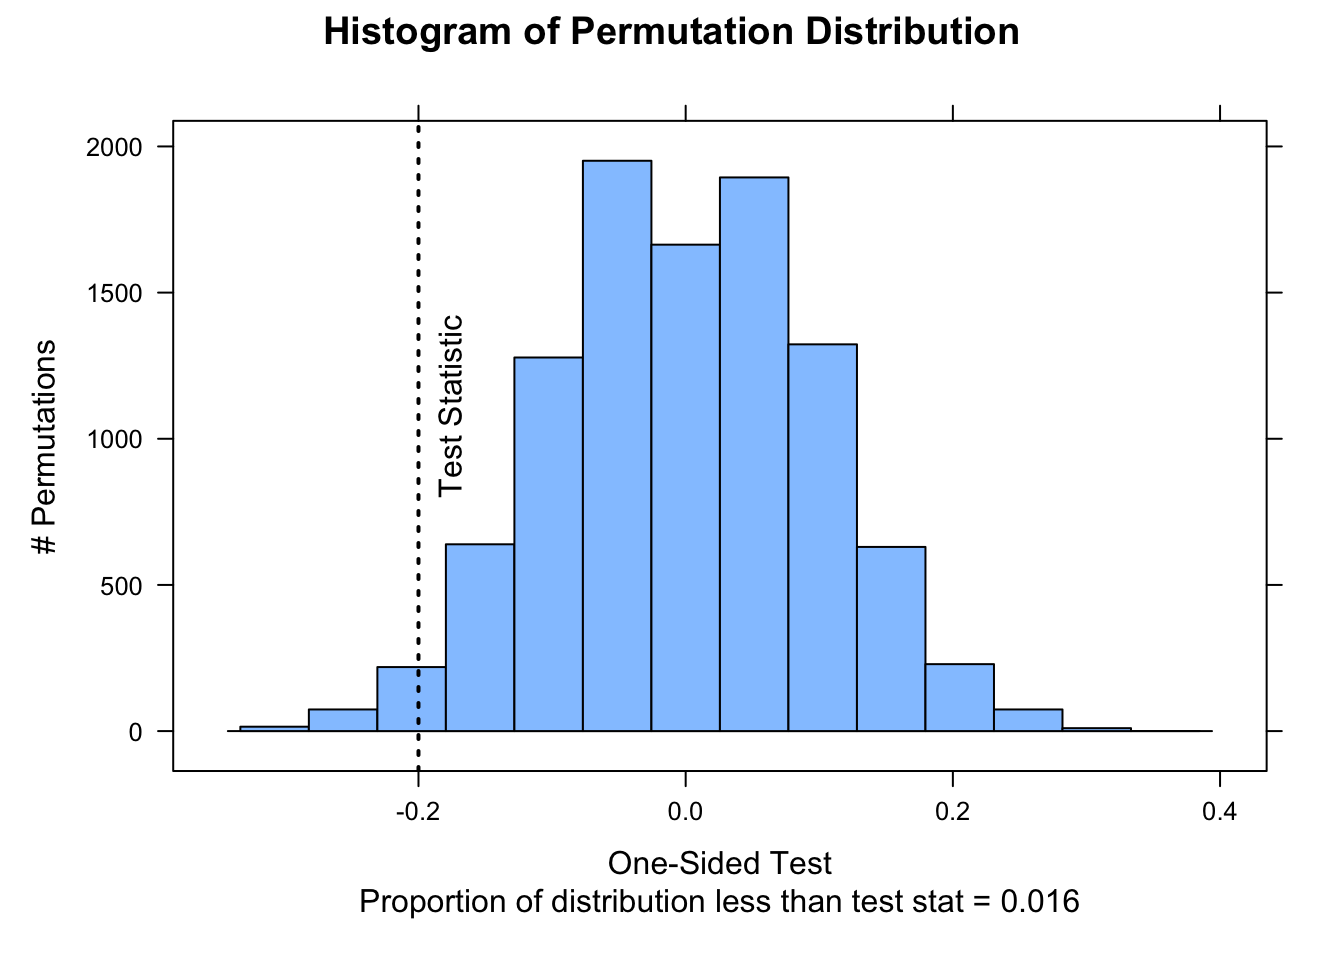 Histogram of Permutation Distribution
2000
1500
1000
500
0
# Permutations
Test Statistic
-0.2 0.0 0.2 0.4
One-Sided Test
Proportion of distribution less than test stat = 0.016